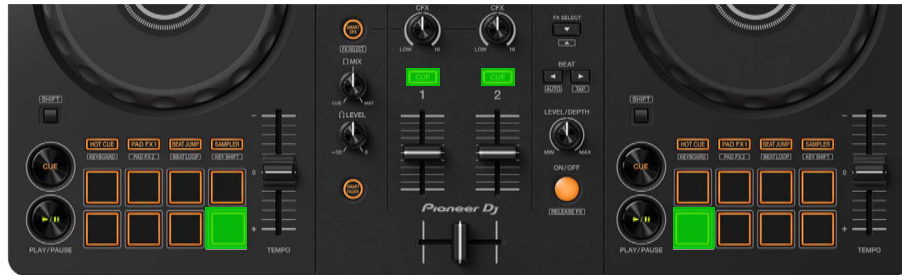 CFX
CFX
FX SELECT
SMART CFX
LOW
HI
LOW
HI
FX SELECT
MIX
BEAT
CUE
CUE
CUE
MST
1
2
AUTO
TAP
SHIFT
LEVEL
LEVEL/DEPTH
SHIFT
-∞
0
MIN
MAX
HOT CUE
PAD FX 1
BEAT JUMP
SAMPLER
HOT CUE
PAD FX 1
BEAT JUMP
SAMPLER
KEYBOARD
PAD FX 2
BEAT LOOP
KEY SHIFT
KEYBOARD
PAD FX 2
BEAT LOOP
KEY SHIFT
CUE
-
0
+
SMART FADER
ON/OFF
CUE
-
0
+
Pioneer Dj
RELEASE FX
PLAY/PAUSE
TEMPO
PLAY/PAUSE
TEMPO